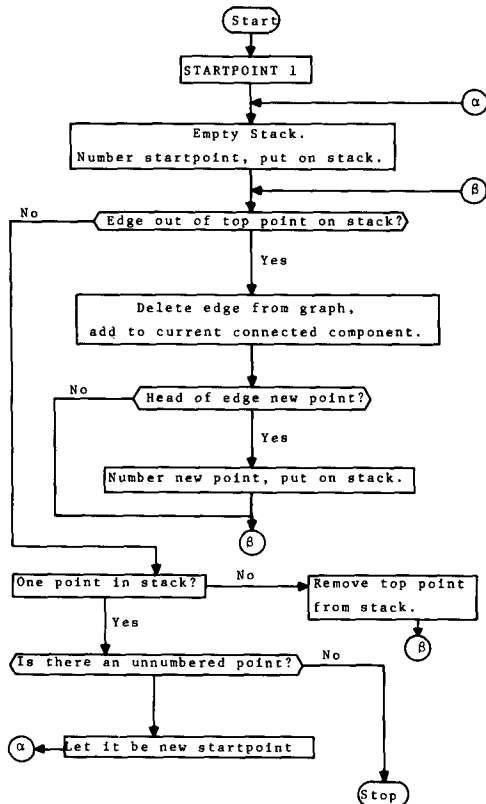 Start
STARTPOINT 1
α
Empty Stack.
Number startpoint, put on stack.
β
No
Edge out of top point on stack?
Yes
Delete edge from graph,
add to current connected component.
No
Head of edge new point?
Yes
Number new point, put on stack.
β
One point in stack?
No
Remove top point
from stack.
Yes
β
Is there an unnumbered point?
No
α
Let it be new startpoint
Stop